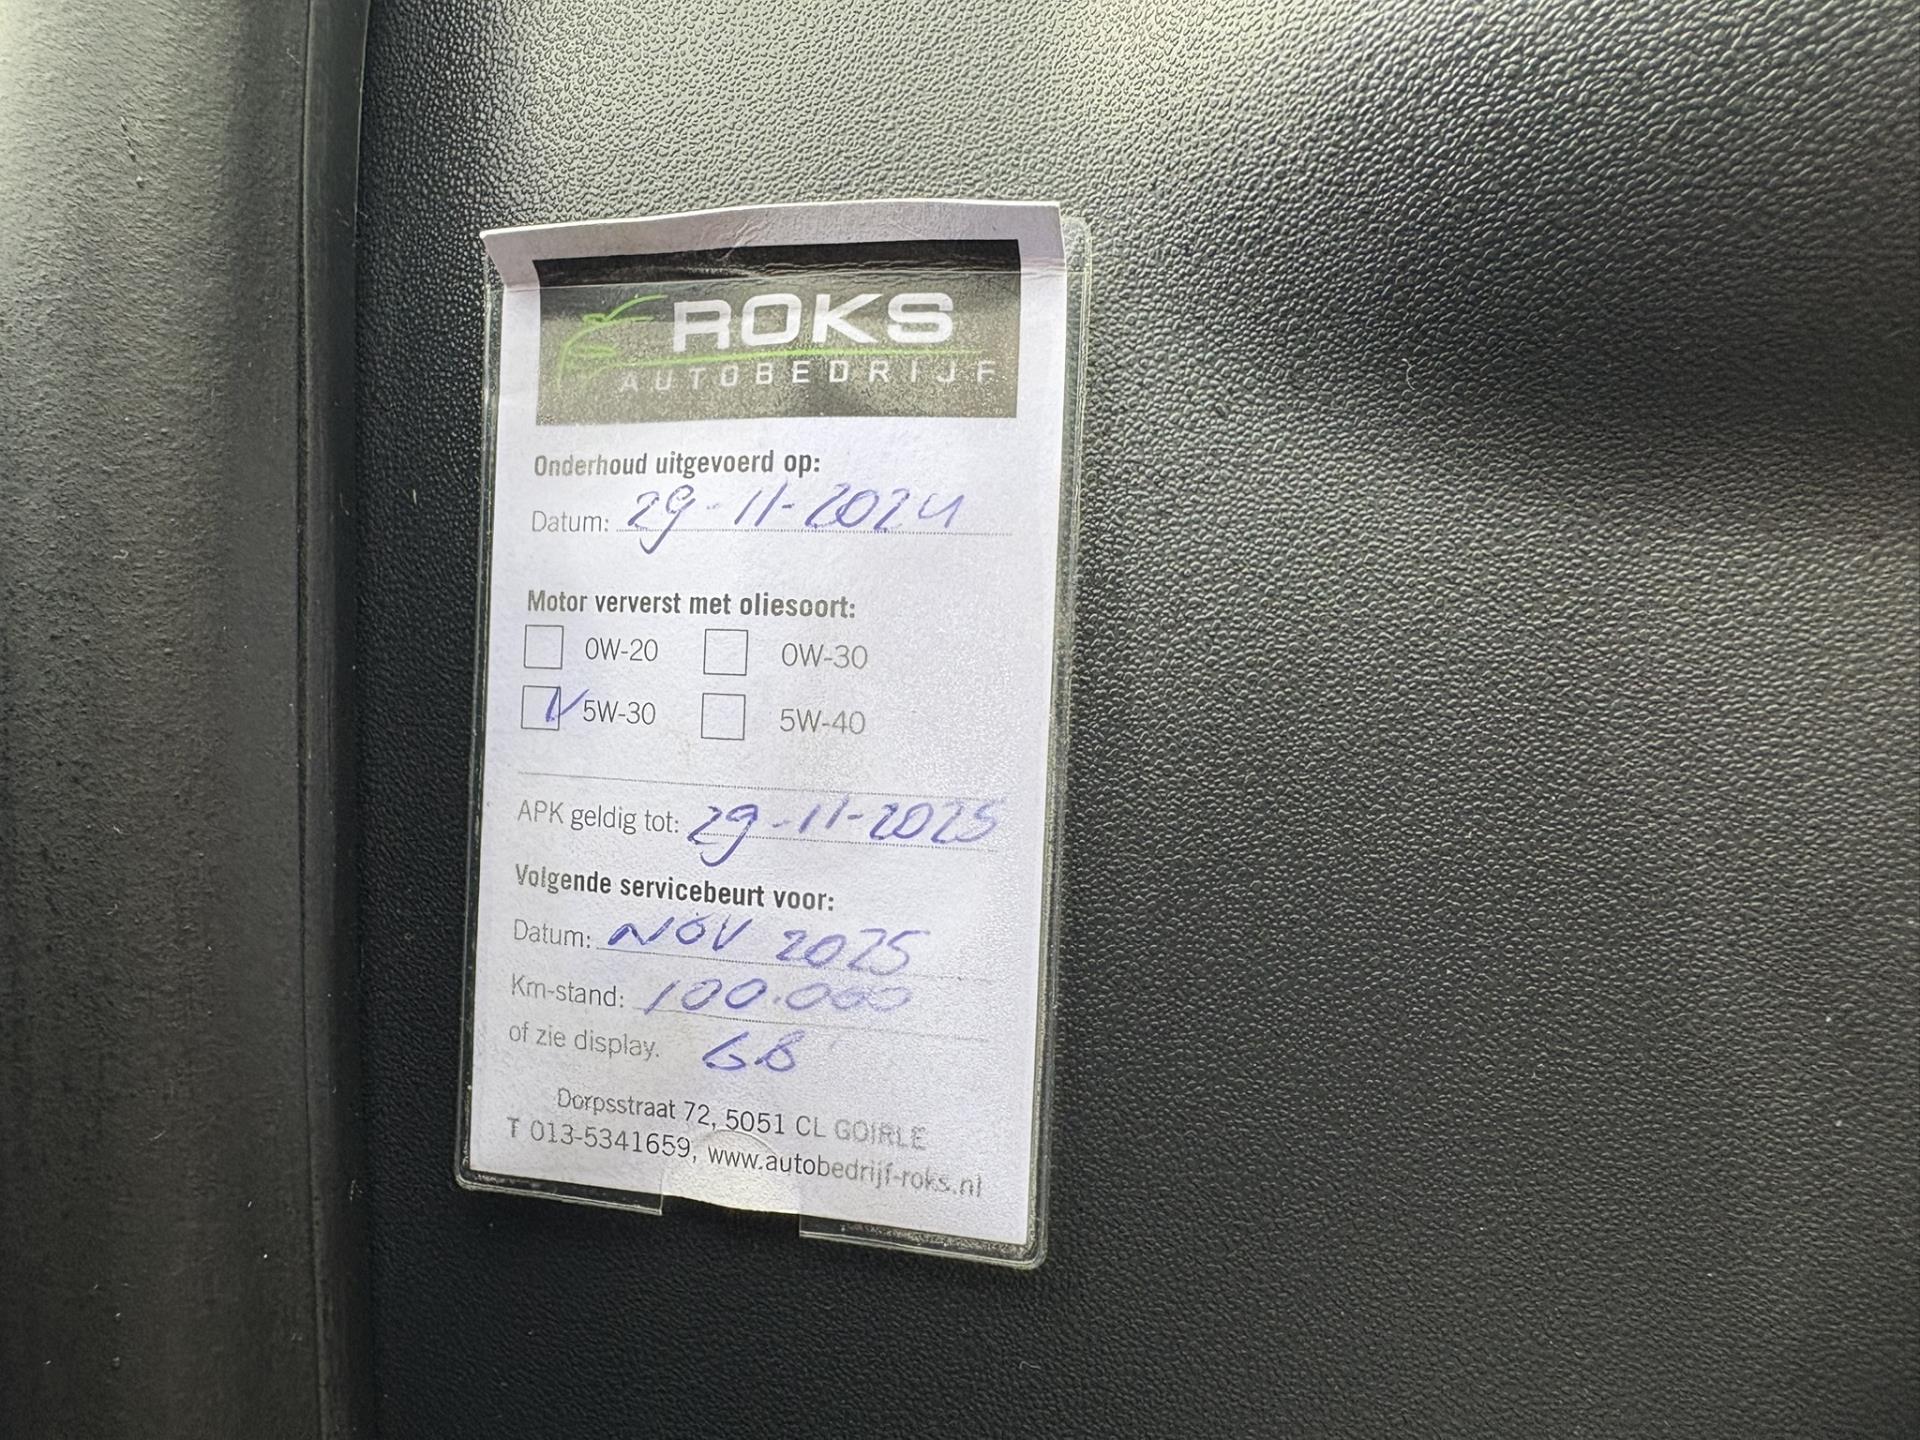 ROKS
AUTOBEDRIJF
Onderhoud uitgevoerd op:
Datum: 29-11-2024
Motor ververst met oliesoort:
0W-20 0W-30
5W-30 5W-40
APK geldig tot: 29-11-2025
Volgende servicebeurt voor:
Datum: NOV 2025
Km-stand: 100.000
of zie display.
Dorpsstraat 72, 5051 CL GOIRLE
T 013-5341659, www.autobedrijf-roks.nl